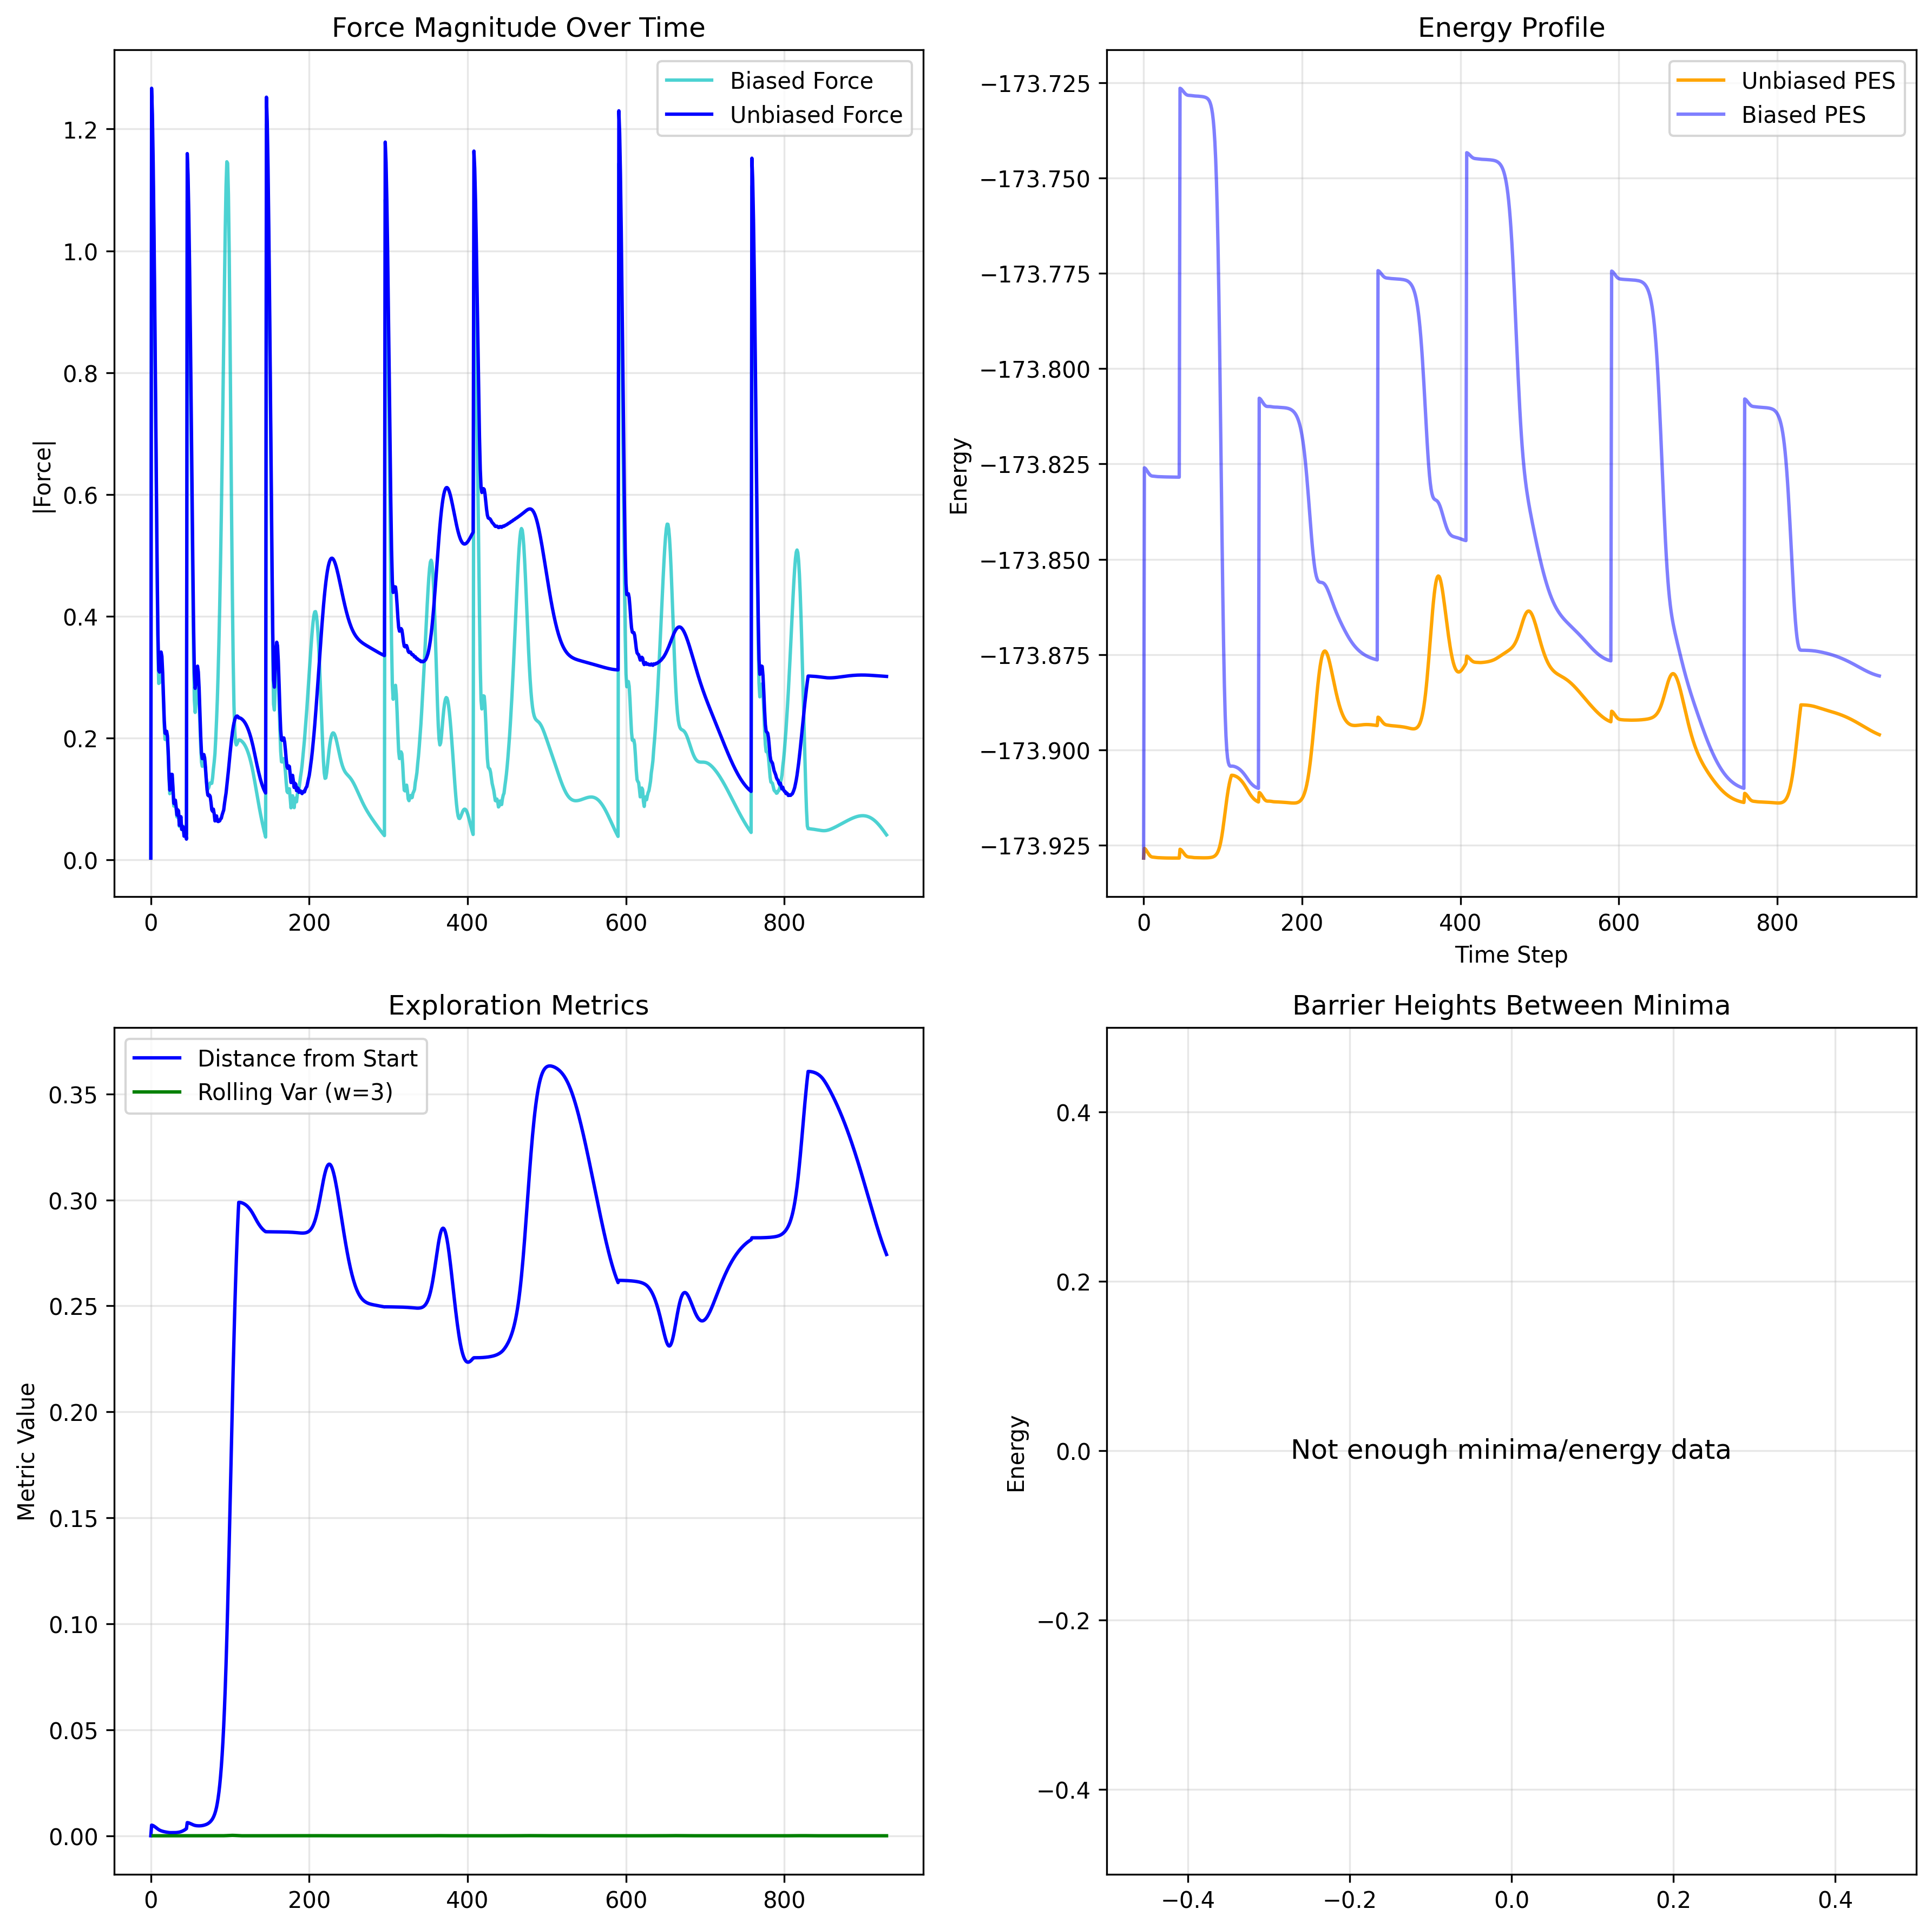 Force Magnitude Over Time
|Force|
1.2
1.0
0.8
0.6
0.4
0.2
0.0
0 200 400 600 800
Biased Force
Unbiased Force
Energy Profile
Energy
−173.725
−173.750
−173.775
−173.800
−173.825
−173.850
−173.875
−173.900
−173.925
0 200 400 600 800
Time Step
Unbiased PES
Biased PES
Exploration Metrics
Metric Value
0.35
0.30
0.25
0.20
0.15
0.10
0.05
0.00
0 200 400 600 800
Distance from Start
Rolling Var (w=3)
Barrier Heights Between Minima
Energy
0.4
0.2
0.0
−0.2
−0.4
−0.4 −0.2 0.0 0.2 0.4
Not enough minima/energy data